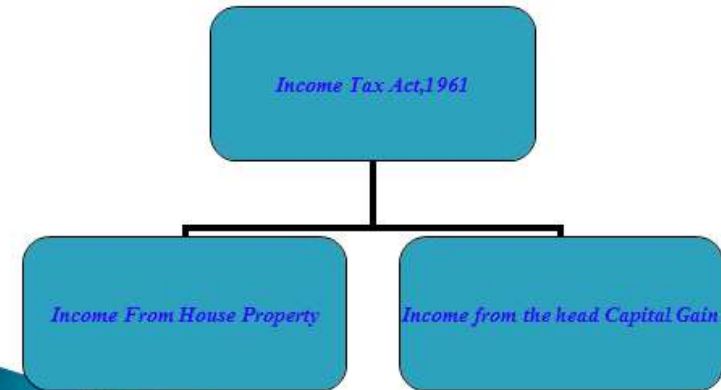 Income Tax Act,1961
Income From House Property
Income from the head Capital Gain